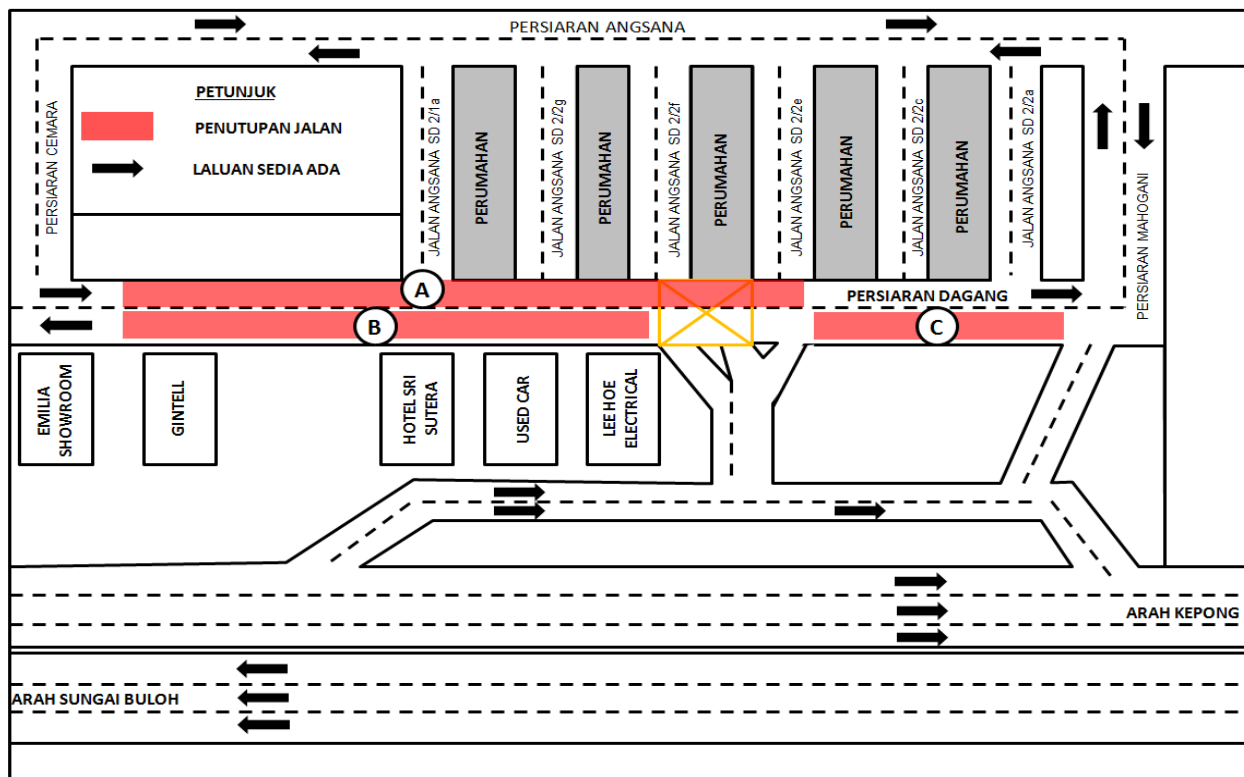 PERSIARAN ANGSANA
PERSIARAN CEMARA
PETUNJUK
PENUTUPAN JALAN
LALUAN SEDIA ADA
JALAN ANGSANA SD 2/1a
PERUMAHAN
JALAN ANGSANA SD 2/2g
PERUMAHAN
JALAN ANGSANA SD 2/2f
PERUMAHAN
JALAN ANGSANA SD 2/2e
PERUMAHAN
JALAN ANGSANA SD 2/2c
PERUMAHAN
JALAN ANGSANA SD 2/2a
PERSIARAN MAHOGANI
A
PERSIARAN DAGANG
B
C
EMILIA
SHOWROOM
GINTELL
HOTEL SRI
SUTERA
USED CAR
LEE HOE
ELECTRICAL
ARAH KEPONG
ARAH SUNGAI BULOH